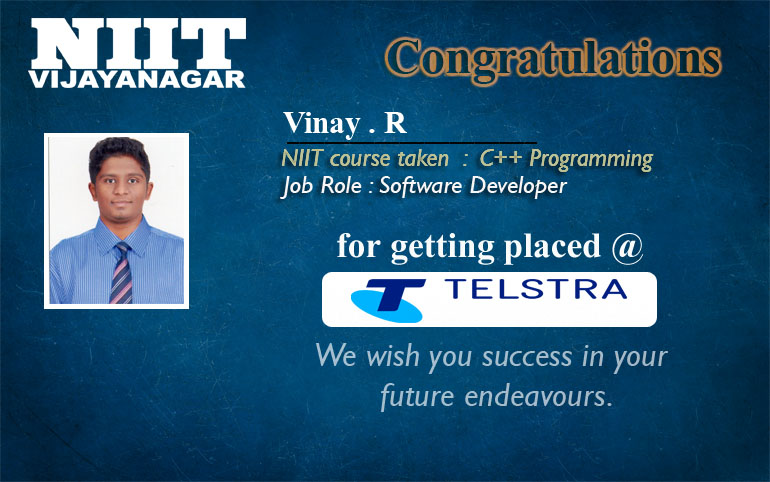 NIIT
VIJAYANAGAR
Congratulations
Vinay . R
NIIT course taken : C++ Programming
Job Role : Software Developer
for getting placed @
T TELSTRA
We wish you success in your
future endeavours.